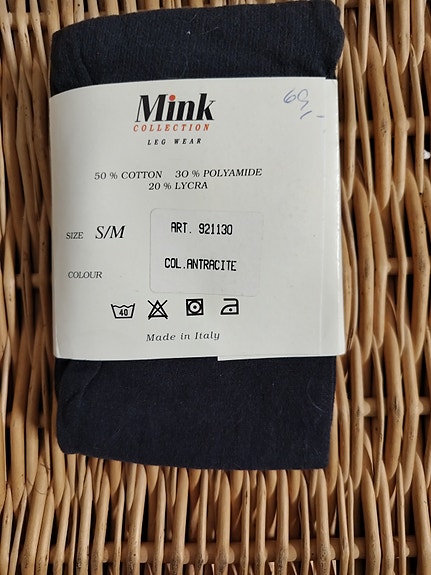 Mink
COLLECTION
LEG WEAR
69,-
50 % COTTON 30 % POLYAMIDE
20 % LYCRA
SIZE S/M
ART. 921130
COL.ANTRACITE
COLOUR
40
Made in Italy